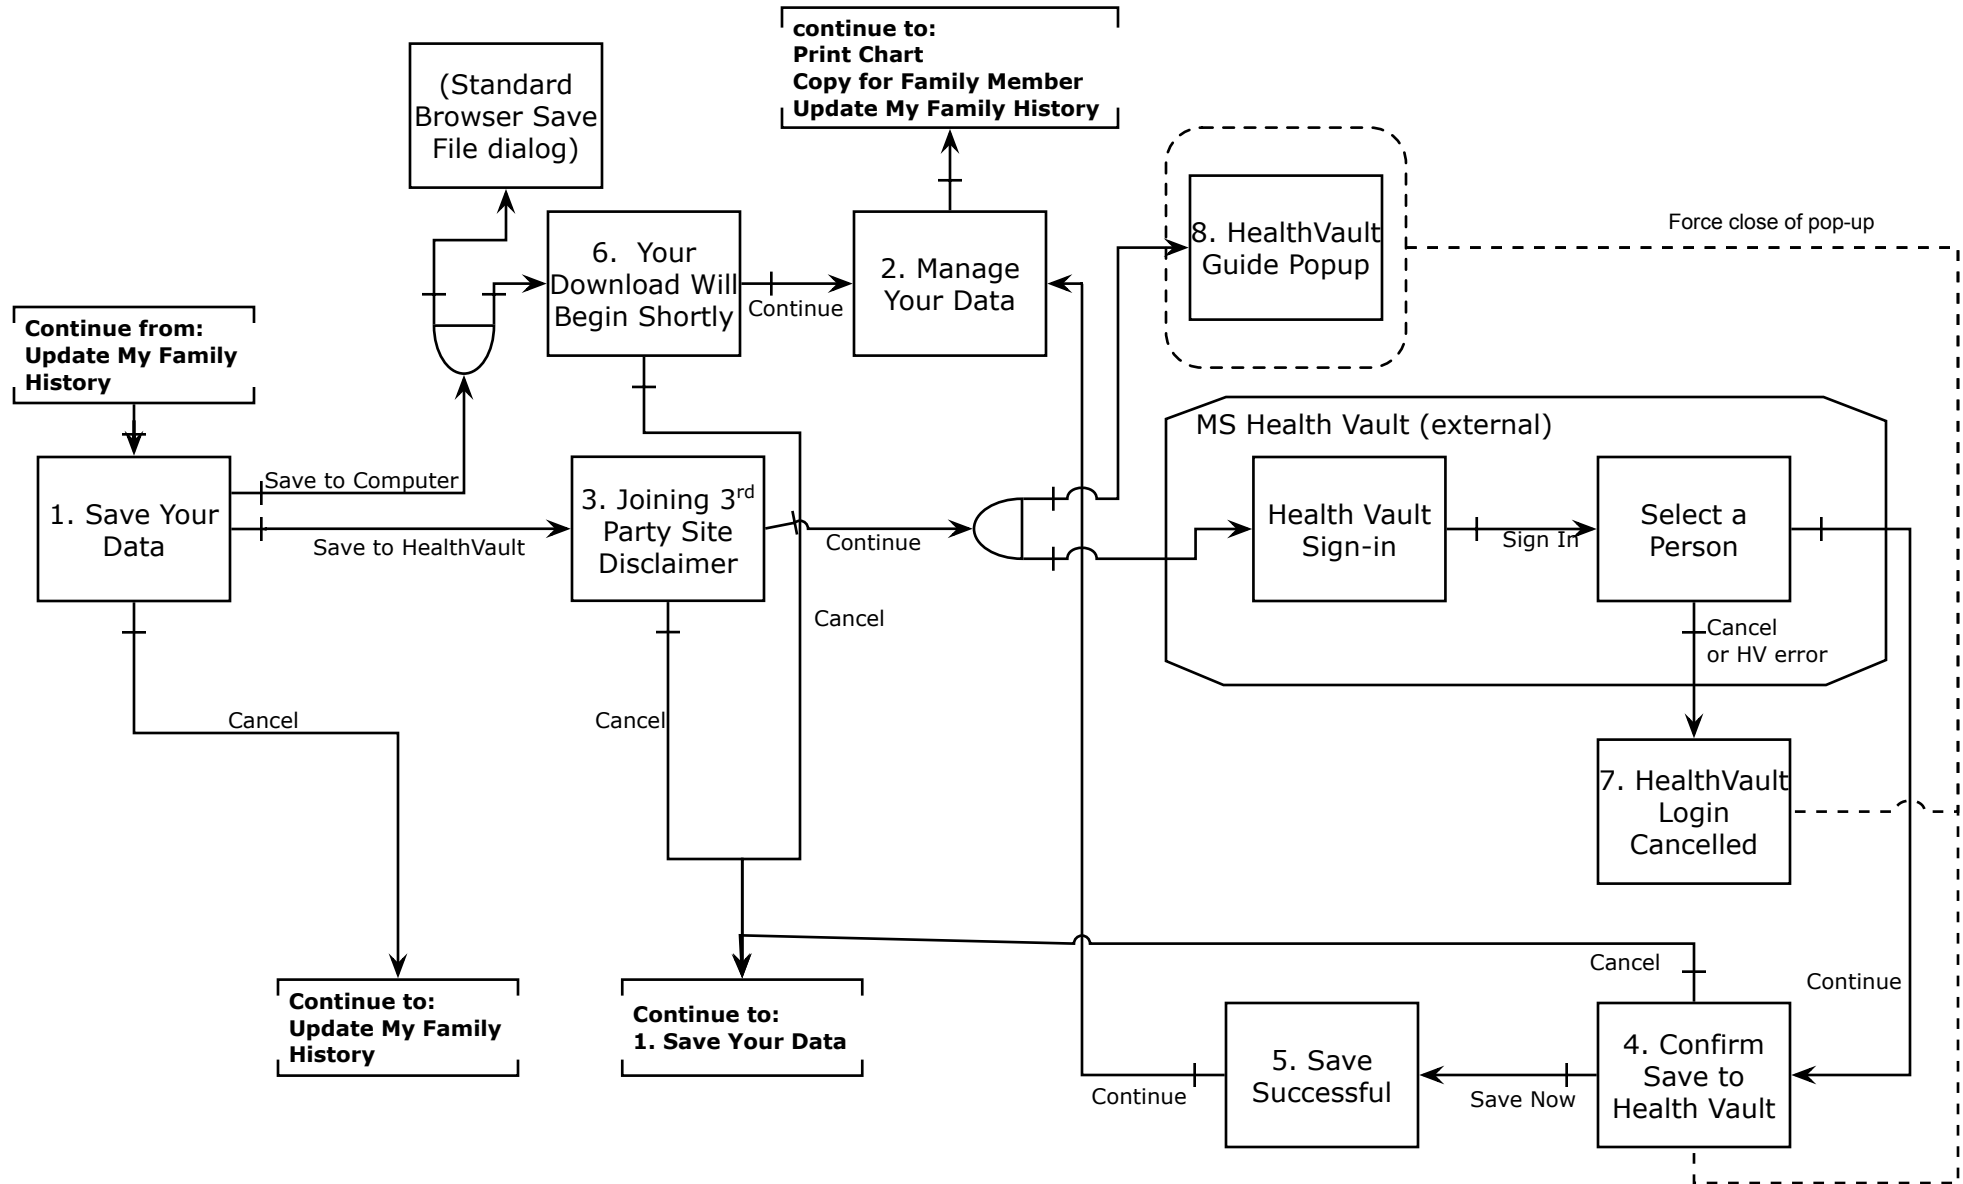 continue to:
Print Chart
Copy for Family Member
Update My Family History
(Standard
Browser Save
File dialog)
6. Your
Download Will
Begin Shortly
Continue
2. Manage
Your Data
8. HealthVault
Guide Popup
Force close of pop-up
Continue from:
Update My Family
History
1. Save Your
Data
Save to Computer
Save to HealthVault
3. Joining 3rd
Party Site
Disclaimer
Continue
Cancel
MS Health Vault (external)
Health Vault
Sign-in
Sign In
Select a
Person
Cancel
or HV error
Cancel
Cancel
7. HealthVault
Login
Cancelled
Cancel
Continue
Continue to:
Update My Family
History
Continue to:
1. Save Your Data
5. Save
Successful
Continue
Save Now
4. Confirm
Save to
Health Vault